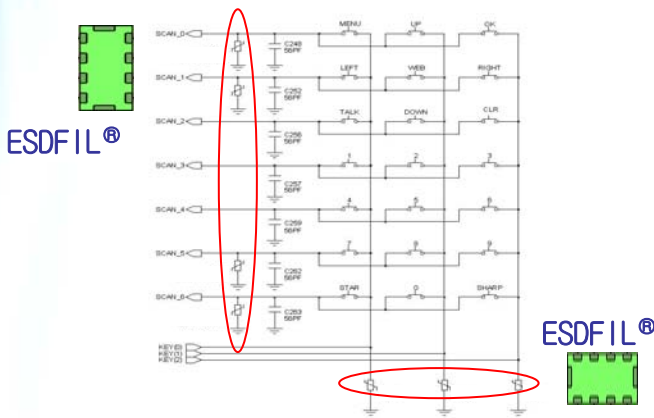 MENU UP OK
SCAN_0
C248
56PF
LEFT WEB RIGHT
SCAN_1
C252
56PF
TALK DOWN CLR
SCAN_2
C256
56PF
ESDFIL®
1 2 3
SCAN_3
C257
56PF
4 5 6
SCAN_4
C259
56PF
7 8 9
SCAN_5
C262
56PF
STAR 0 SHARP
SCAN_6
C263
56PF
ESDFIL®
KEY(0)
KEY(1)
KEY(2)